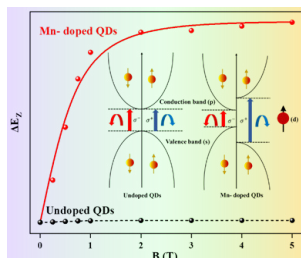 Mn- doped QDs
Conduction band (p)
σ⁻ σ⁺ σ⁻ σ⁺ (d)
Valence band (s)
Undoped QDs Mn- doped QDs
Undoped QDs
ΔE_Z
0 1 2 3 4 5
B (T)